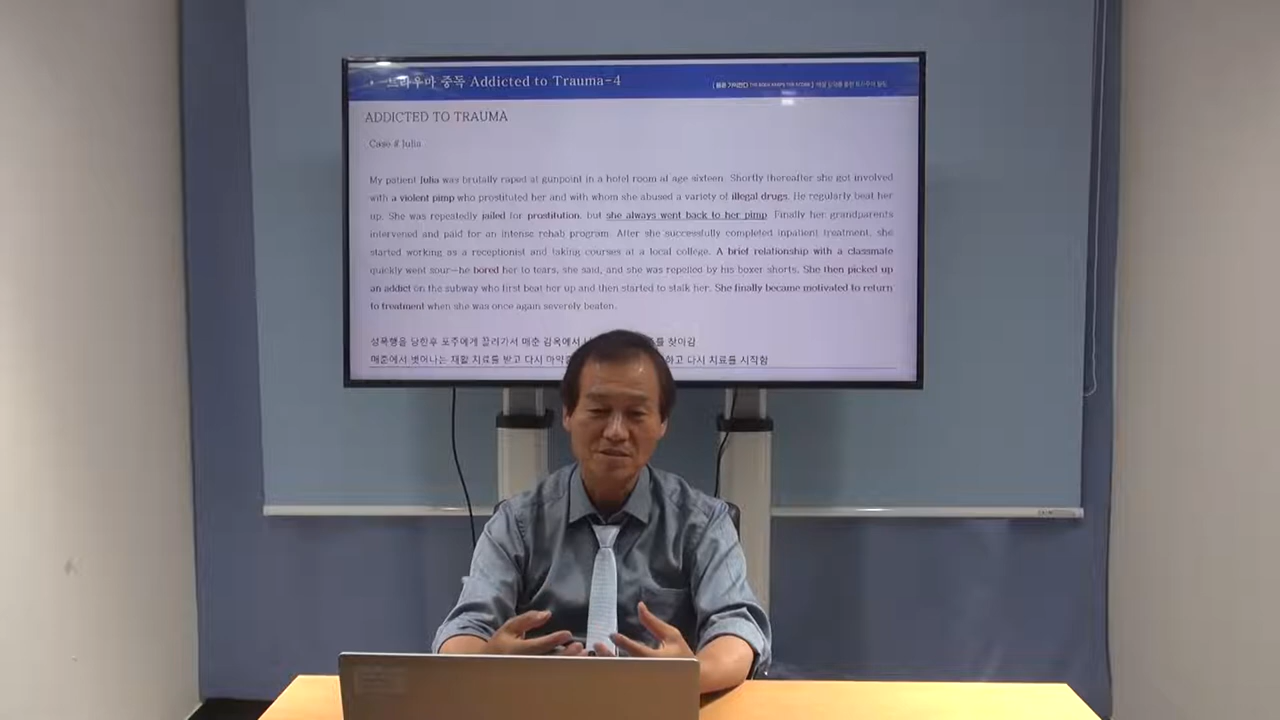 트라우마 중독 Addicted to Trauma-4
THE BODY KEEPS THE SCORE
ADDICTED TO TRAUMA
Case # Julia
My patient Julia was brutally raped at gunpoint in a hotel room at age sixteen. Shortly thereafter she got involved
with a violent pimp who prostituted her and with whom she abused a variety of illegal drugs. He regularly beat her
up. She was repeatedly jailed for prostitution, but she always went back to her pimp. Finally her grandparents
intervened and paid for an intense rehab program. After she successfully completed inpatient treatment, she
started working as a receptionist and taking courses at a local college. A brief relationship with a classmate
quickly went sour—he bored her to tears, she said, and she was repelled by his boxer shorts. She then picked up
an addict on the subway who first beat her up and then started to stalk her. She finally became motivated to return
to treatment when she was once again severely beaten.
성폭행을 당한후 포주에게 끌려가서 매춘 감옥에서 찾아감
매춘에서 벗어나는 재활 치료를 받고 다시 하고 다시 치료를 시작함